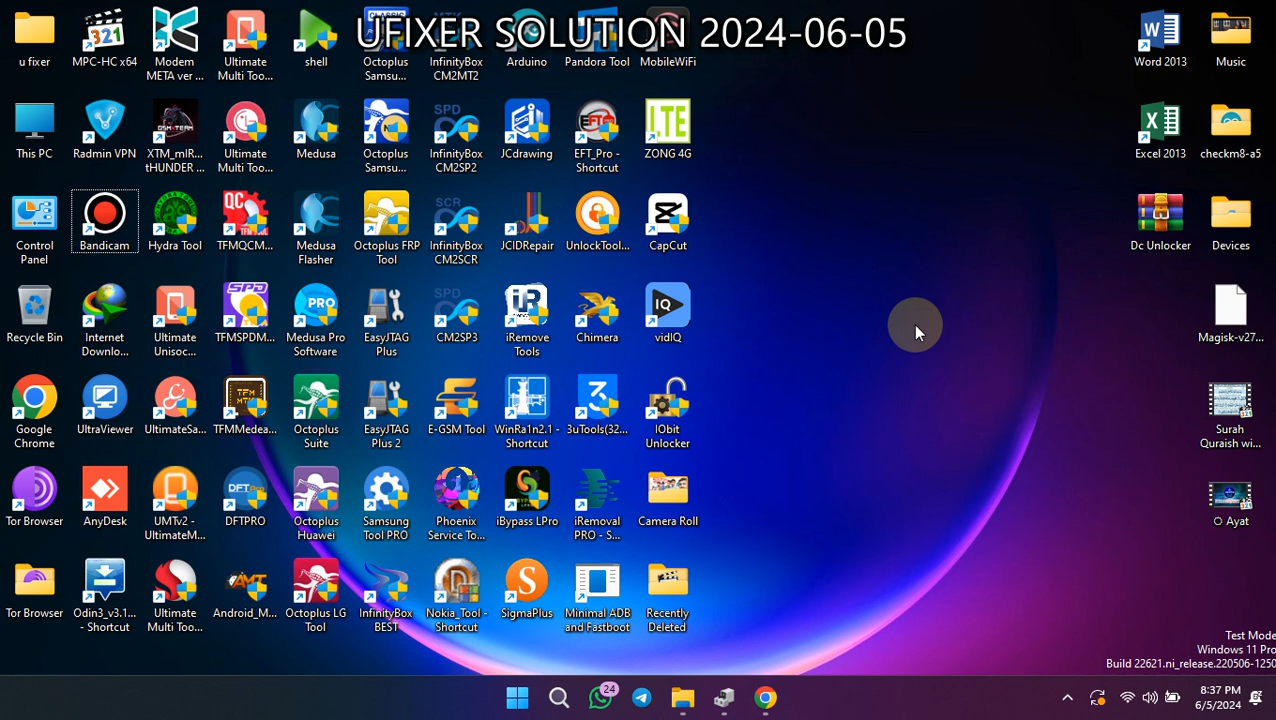 UFIXER SOLUTION 2024-06-05
u fixer
MPC-HC x64
Modem
META ver ...
Ultimate
Multi Too...
shell
Octoplus
Samsu...
InfinityBox
CM2MT2
Arduino
Pandora Tool
MobileWiFi
Word 2013
Music
This PC
Radmin VPN
XTM_mIR...
tHUNDER ...
Ultimate
Multi Too...
Medusa
Octoplus
Samsu...
InfinityBox
CM2SP2
JCdrawing
EFT_Pro -
Shortcut
ZONG 4G
Excel 2013
checkm8-a5
Control
Panel
Bandicam
Hydra Tool
TFMQCM...
Medusa
Flasher
Octoplus FRP
Tool
InfinityBox
CM2SCR
JCIDRepair
UnlockTool...
CapCut
Dc Unlocker
Devices
Recycle Bin
Internet
Downlo...
Ultimate
Unisoc...
TFMSPDM...
Medusa Pro
Software
EasyJTAG
Plus
CM2SP3
iRemove
Tools
Chimera
vidIQ
Magisk-v27...
Google
Chrome
UltraViewer
UltimateSa...
TFMMedea...
Octoplus
Suite
EasyJTAG
Plus 2
E-GSM Tool
WinRa1n2.1 -
Shortcut
3uTools(32...
IObit
Unlocker
Surah
Quraish wi...
Tor Browser
AnyDesk
UMTv2 -
UltimateM...
DFTPRO
Octoplus
Huawei
Samsung
Tool PRO
Phoenix
Service To...
iBypass LPro
iRemoval
PRO - S...
Camera Roll
O Ayat
Tor Browser
Odin3_v3.1...
- Shortcut
Ultimate
Multi Too...
Android_M...
Octoplus LG
Tool
InfinityBox
BEST
Nokia_Tool -
Shortcut
SigmaPlus
Minimal ADB
and Fastboot
Recently
Deleted
Test Mode
Windows 11 Pro
Build 22621.ni_release.220506-1250
24
8:37 PM
6/5/2024